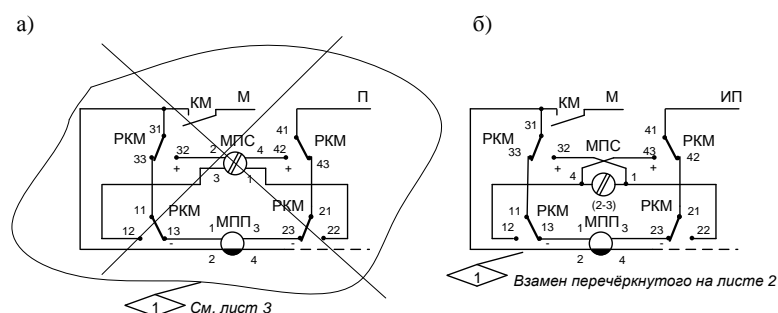 а)
КМ М П
31 41
РКМ МПС РКМ
33 32 2 4 42 43
+ 3 1 +
11 РКМ РКМ 21
12 13 1 МПП 3 23 22
- 2 4 -
1 См. лист 3
б)
КМ М ИП
31 41
РКМ МПС РКМ
33 32 43 42
+ 4 1 +
(2-3)
11 РКМ РКМ 21
12 13 1 МПП 3 23 22
- 2 4 -
1 Взамен перечёркнутого на листе 2